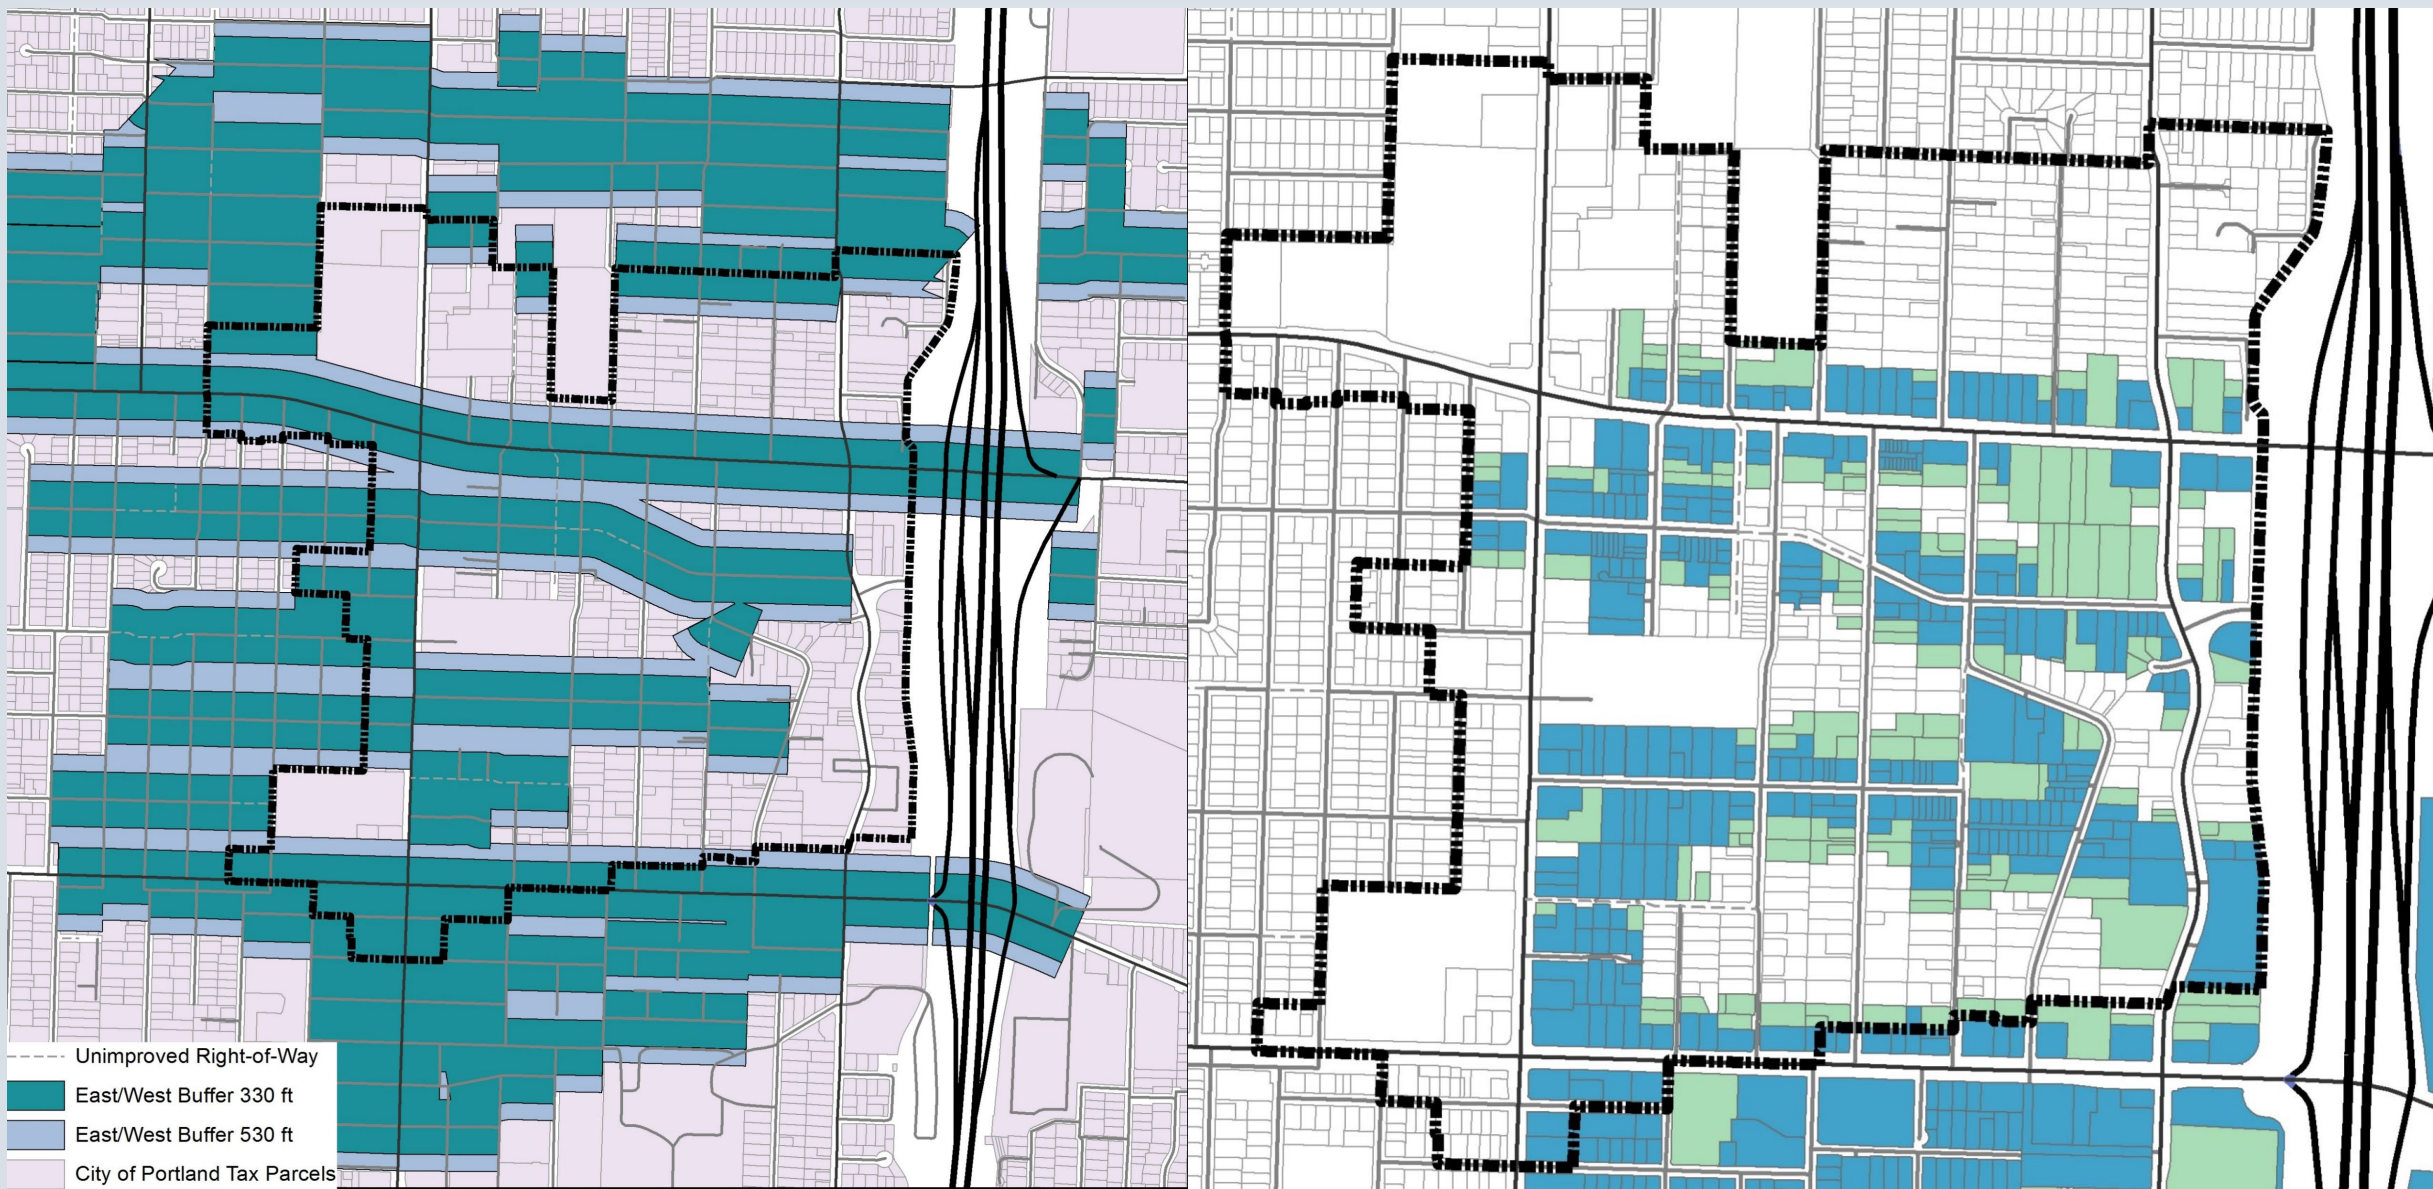 Unimproved Right-of-Way
East/West Buffer 330 ft
East/West Buffer 530 ft
City of Portland Tax Parcels